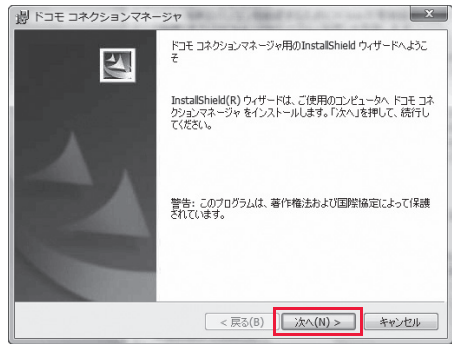 ドコモ コネクションマネージャ
ドコモ コネクションマネージャ用のInstallShield ウィザードへようこ
そ
InstallShield(R) ウィザードは、ご使用のコンピュータへ ドコモ コネ
クションマネージャ をインストールします。「次へ」を押して、続行し
てください。
警告: このプログラムは、著作権法および国際協定によって保護
されています。
< 戻る(B)
次へ(N) >
キャンセル